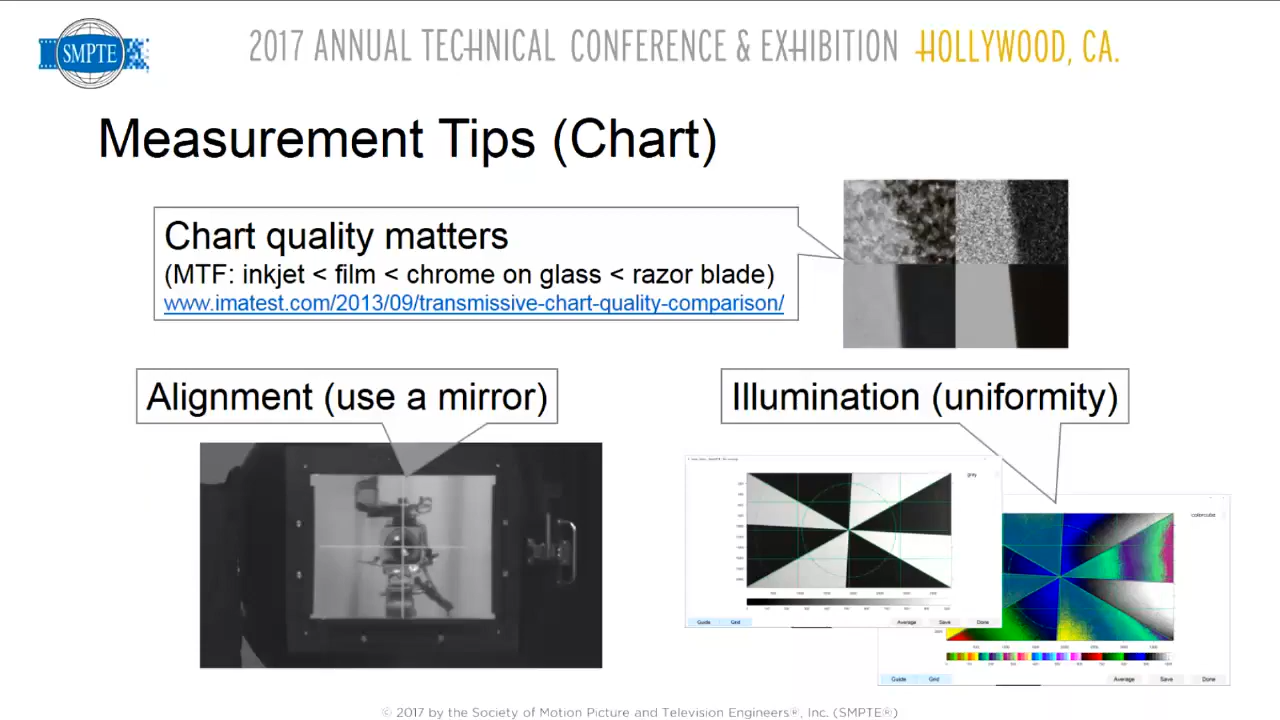 SMPTE
2017 ANNUAL TECHNICAL CONFERENCE & EXHIBITION HOLLYWOOD, CA.
Measurement Tips (Chart)
Chart quality matters
(MTF: inkjet < film < chrome on glass < razor blade)
www.imatest.com/2013/09/transmissive-chart-quality-comparison/
Alignment (use a mirror)
Illumination (uniformity)
gray
Guide Grid Average Save Done
colorcube
Guide Grid Average Save Done
© 2017 by the Society of Motion Picture and Television Engineers®, Inc. (SMPTE®)